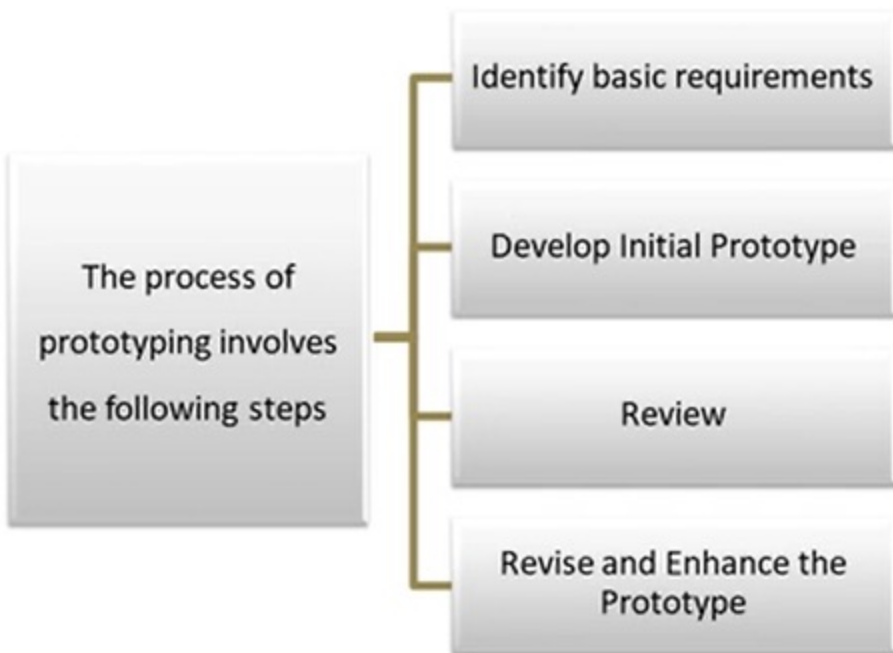 The process of
prototyping involves
the following steps
Identify basic requirements
Develop Initial Prototype
Review
Revise and Enhance the
Prototype